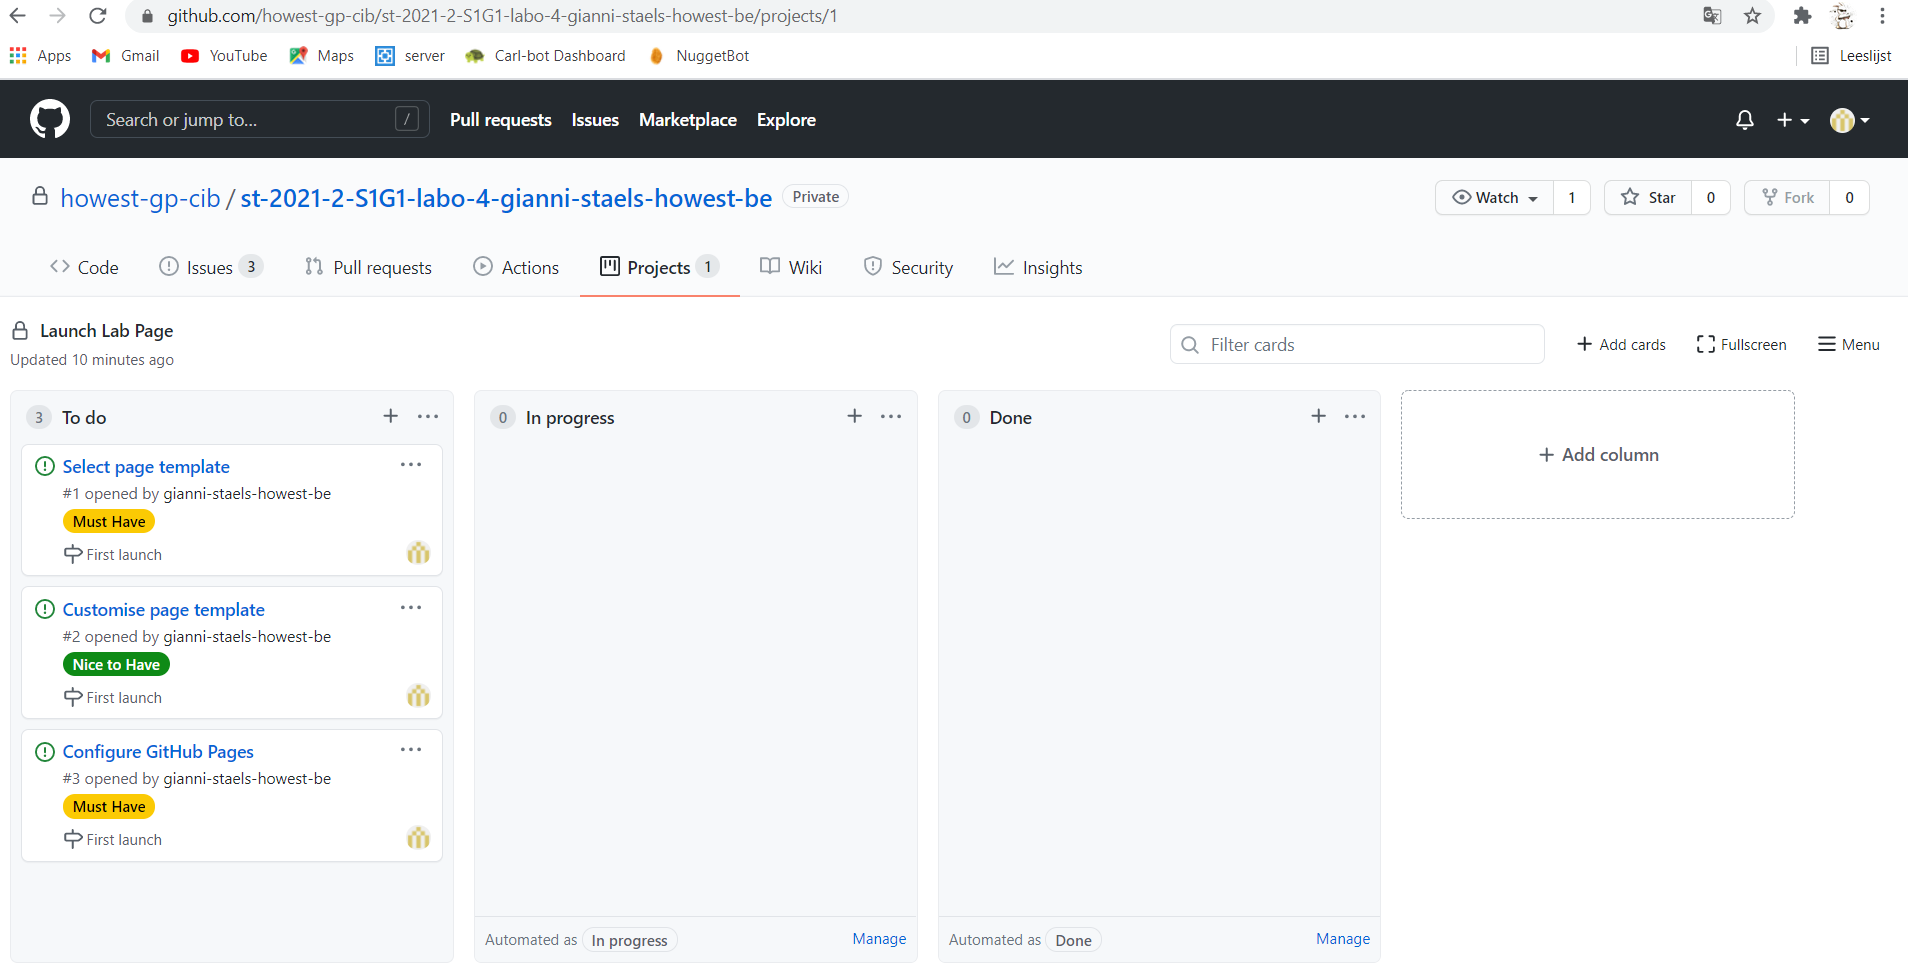 github.com/howest-gp-cib/st-2021-2-S1G1-labo-4-gianni-staels-howest-be/projects/1
Apps Gmail YouTube Maps server Carl-bot Dashboard NuggetBot Leeslijst
Search or jump to... / Pull requests Issues Marketplace Explore
howest-gp-cib / st-2021-2-S1G1-labo-4-gianni-staels-howest-be Private Watch 1 Star 0 Fork 0
Code Issues 3 Pull requests Actions Projects 1 Wiki Security Insights
Launch Lab Page
Updated 10 minutes ago
Filter cards + Add cards Fullscreen Menu
3 To do
Select page template
#1 opened by gianni-staels-howest-be
Must Have
First launch
Customise page template
#2 opened by gianni-staels-howest-be
Nice to Have
First launch
Configure GitHub Pages
#3 opened by gianni-staels-howest-be
Must Have
First launch
0 In progress
Automated as In progress Manage
0 Done
Automated as Done Manage
+ Add column